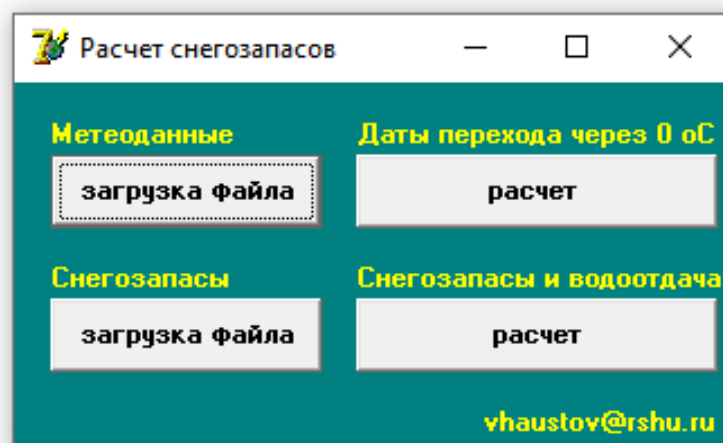 Расчет снегозапасов
Метеоданные
Даты перехода через 0 оС
загрузка файла
расчет
Снегозапасы
Снегозапасы и водоотдача
загрузка файла
расчет
vhaustov@rshu.ru